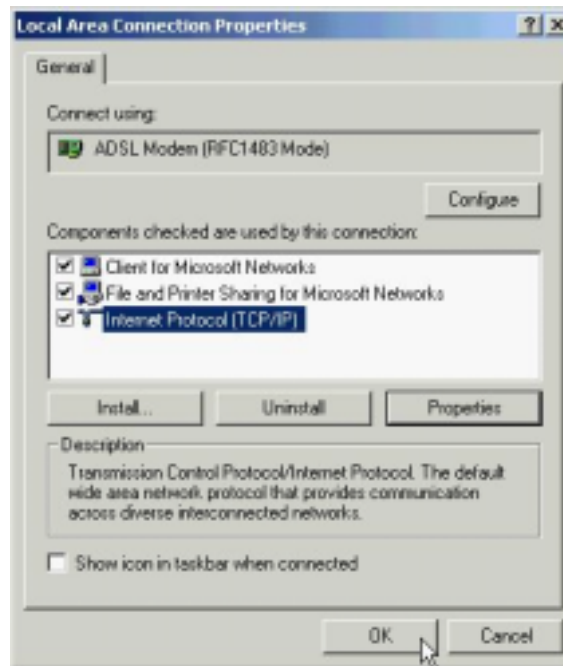 Local Area Connection Properties
General
Connect using:
ADSL Modem (RFC1483 Mode)
Configure
Components checked are used by this connection:
Client for Microsoft Networks
File and Printer Sharing for Microsoft Networks
Internet Protocol (TCP/IP)
Install... Uninstall Properties
Description
Transmission Control Protocol/Internet Protocol. The default
wide area network protocol that provides communication
across diverse interconnected networks.
Show icon in taskbar when connected
OK Cancel